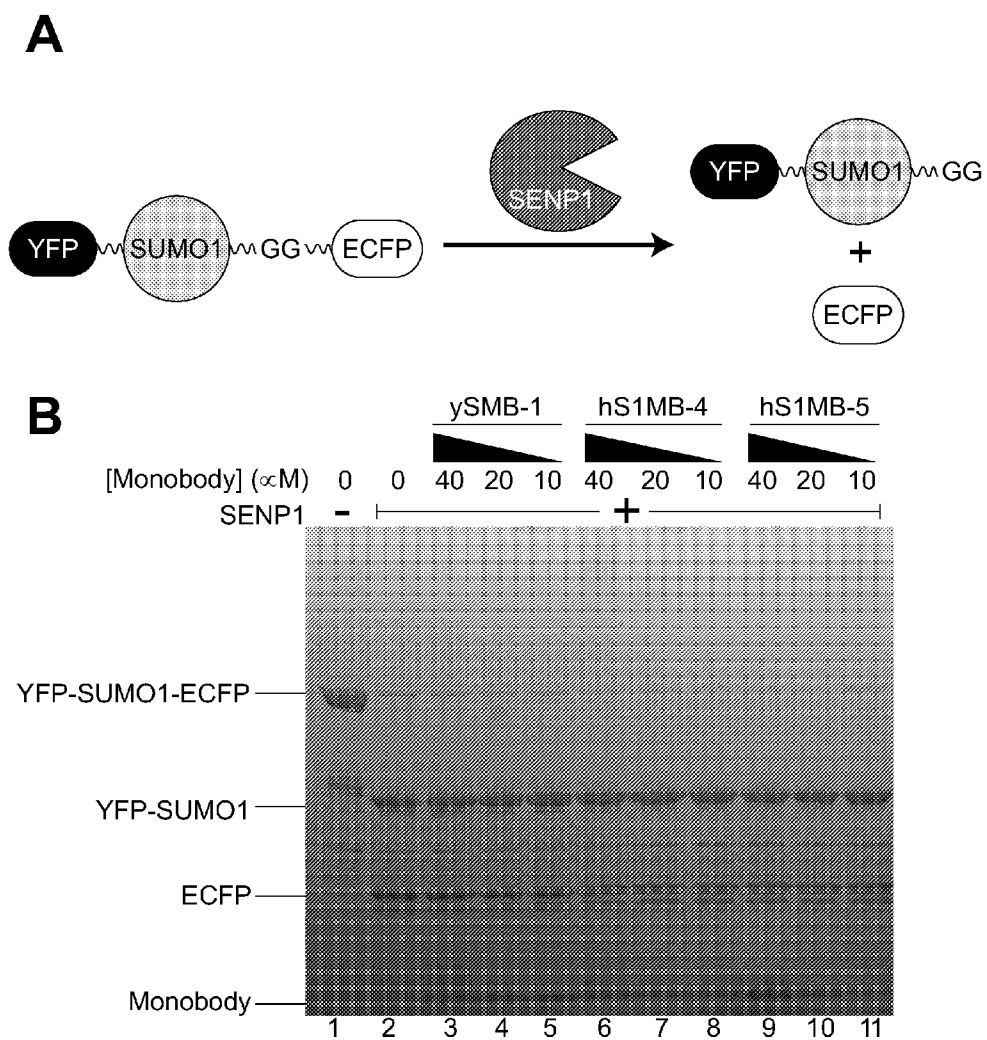 A
YFP SUMO1 GG ECFP
SENP1
YFP SUMO1 GG
+
ECFP
B
ySMB-1 hS1MB-4 hS1MB-5
[Monobody] (∝M) 0 0 40 20 10 40 20 10 40 20 10
SENP1 - +
YFP-SUMO1-ECFP
YFP-SUMO1
ECFP
Monobody
1 2 3 4 5 6 7 8 9 10 11